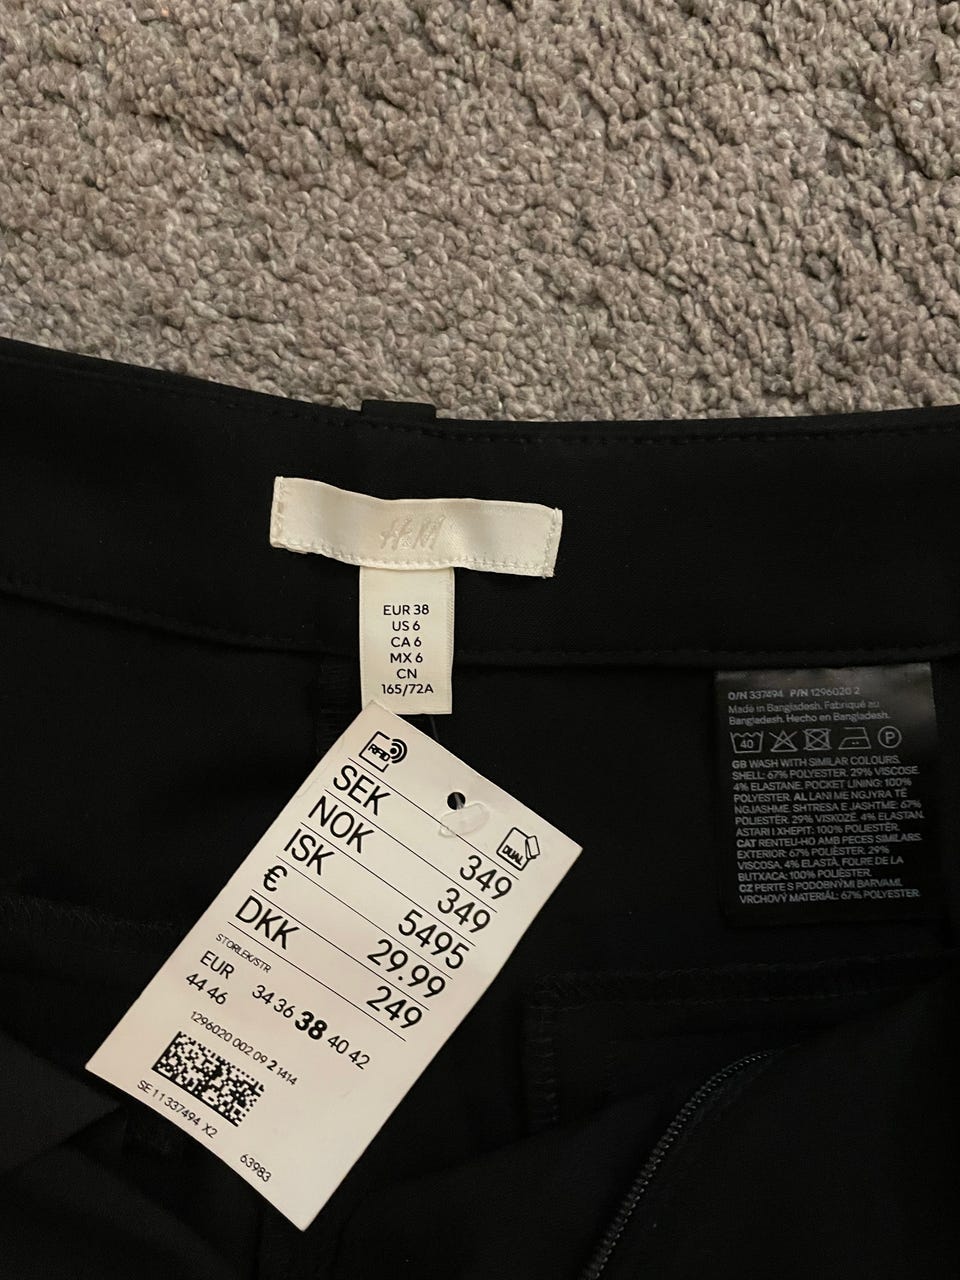 H&M
EUR 38
US 6
CA 6
MX 6
CN
165/72A
O/N 337494 P/N 1296020 2
Made in Bangladesh. Fabriqué au
Bangladesh. Hecho en Bangladesh.
40 P
GB WASH WITH SIMILAR COLOURS.
SHELL: 67% POLYESTER. 29% VISCOSE.
4% ELASTANE. POCKET LINING: 100%
POLYESTER. AL LANI ME NGJYRA TË
NGJASHME. SHTRESA E JASHTME: 67%
POLIESTËR. 29% VISKOZË. 4% ELASTAN.
ASTARI I XHEPIT: 100% POLIESTËR.
CAT RENTEU-HO AMB PECES SIMILARS.
EXTERIOR: 67% POLIÈSTER. 29%
VISCOSA. 4% ELASTÀ. FOLRE DE LA
BUTXACA: 100% POLIÈSTER.
CZ PERTE S PODOBNÝMI BARVAMI.
VRCHOVÝ MATERIÁL: 67% POLYESTER.
RFID
DUAL
SEK 349
NOK 349
ISK 5495
€ 29.99
DKK 249
STORLEK/STR
EUR 34 36 38 40 42
44 46
1296020 002 09 2 1414
SE 1 1 337494 X2
63983